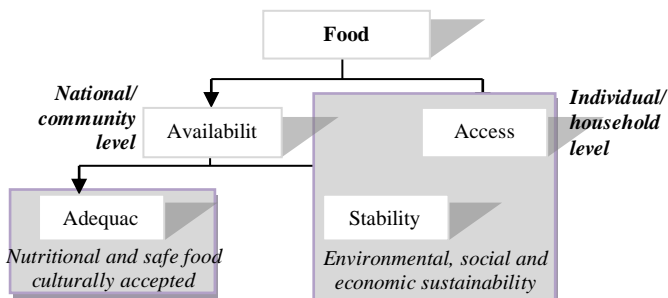 Food
National/
community
level
Availabilit
Access
Individual/
household
level
Adequac
Nutritional and safe food
culturally accepted
Stability
Environmental, social and
economic sustainability